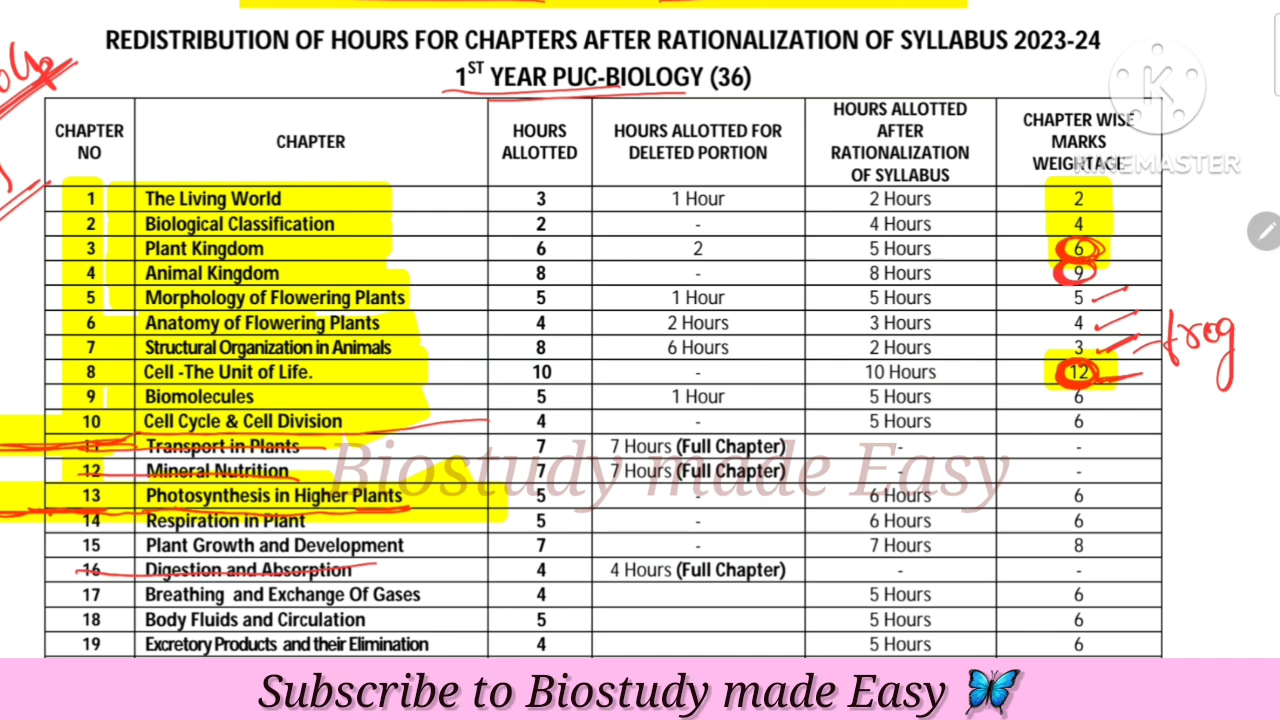 REDISTRIBUTION OF HOURS FOR CHAPTERS AFTER RATIONALIZATION OF SYLLABUS 2023-24
1ST YEAR PUC-BIOLOGY (36)
K
KINEMASTER
CHAPTER NO CHAPTER HOURS ALLOTTED HOURS ALLOTTED FOR DELETED PORTION HOURS ALLOTTED AFTER RATIONALIZATION OF SYLLABUS CHAPTER WISE MARKS WEIGHTAGE
1 The Living World 3 1 Hour 2 Hours 2
2 Biological Classification 2 - 4 Hours 4
3 Plant Kingdom 6 2 5 Hours 6
4 Animal Kingdom 8 - 8 Hours 9
5 Morphology of Flowering Plants 5 1 Hour 5 Hours 5
6 Anatomy of Flowering Plants 4 2 Hours 3 Hours 4
7 Structural Organization in Animals 8 6 Hours 2 Hours 3
frog
8 Cell -The Unit of Life. 10 - 10 Hours 12
9 Biomolecules 5 1 Hour 5 Hours 6
10 Cell Cycle & Cell Division 4 - 5 Hours 6
11 Transport in Plants 7 7 Hours (Full Chapter) - -
12 Mineral Nutrition 7 7 Hours (Full Chapter) - -
Biostudy made Easy
13 Photosynthesis in Higher Plants 5 - 6 Hours 6
14 Respiration in Plant 5 - 6 Hours 6
15 Plant Growth and Development 7 - 7 Hours 8
16 Digestion and Absorption 4 4 Hours (Full Chapter) - -
17 Breathing and Exchange Of Gases 4 5 Hours 6
18 Body Fluids and Circulation 5 5 Hours 6
19 Excretory Products and their Elimination 4 5 Hours 6
Subscribe to Biostudy made Easy